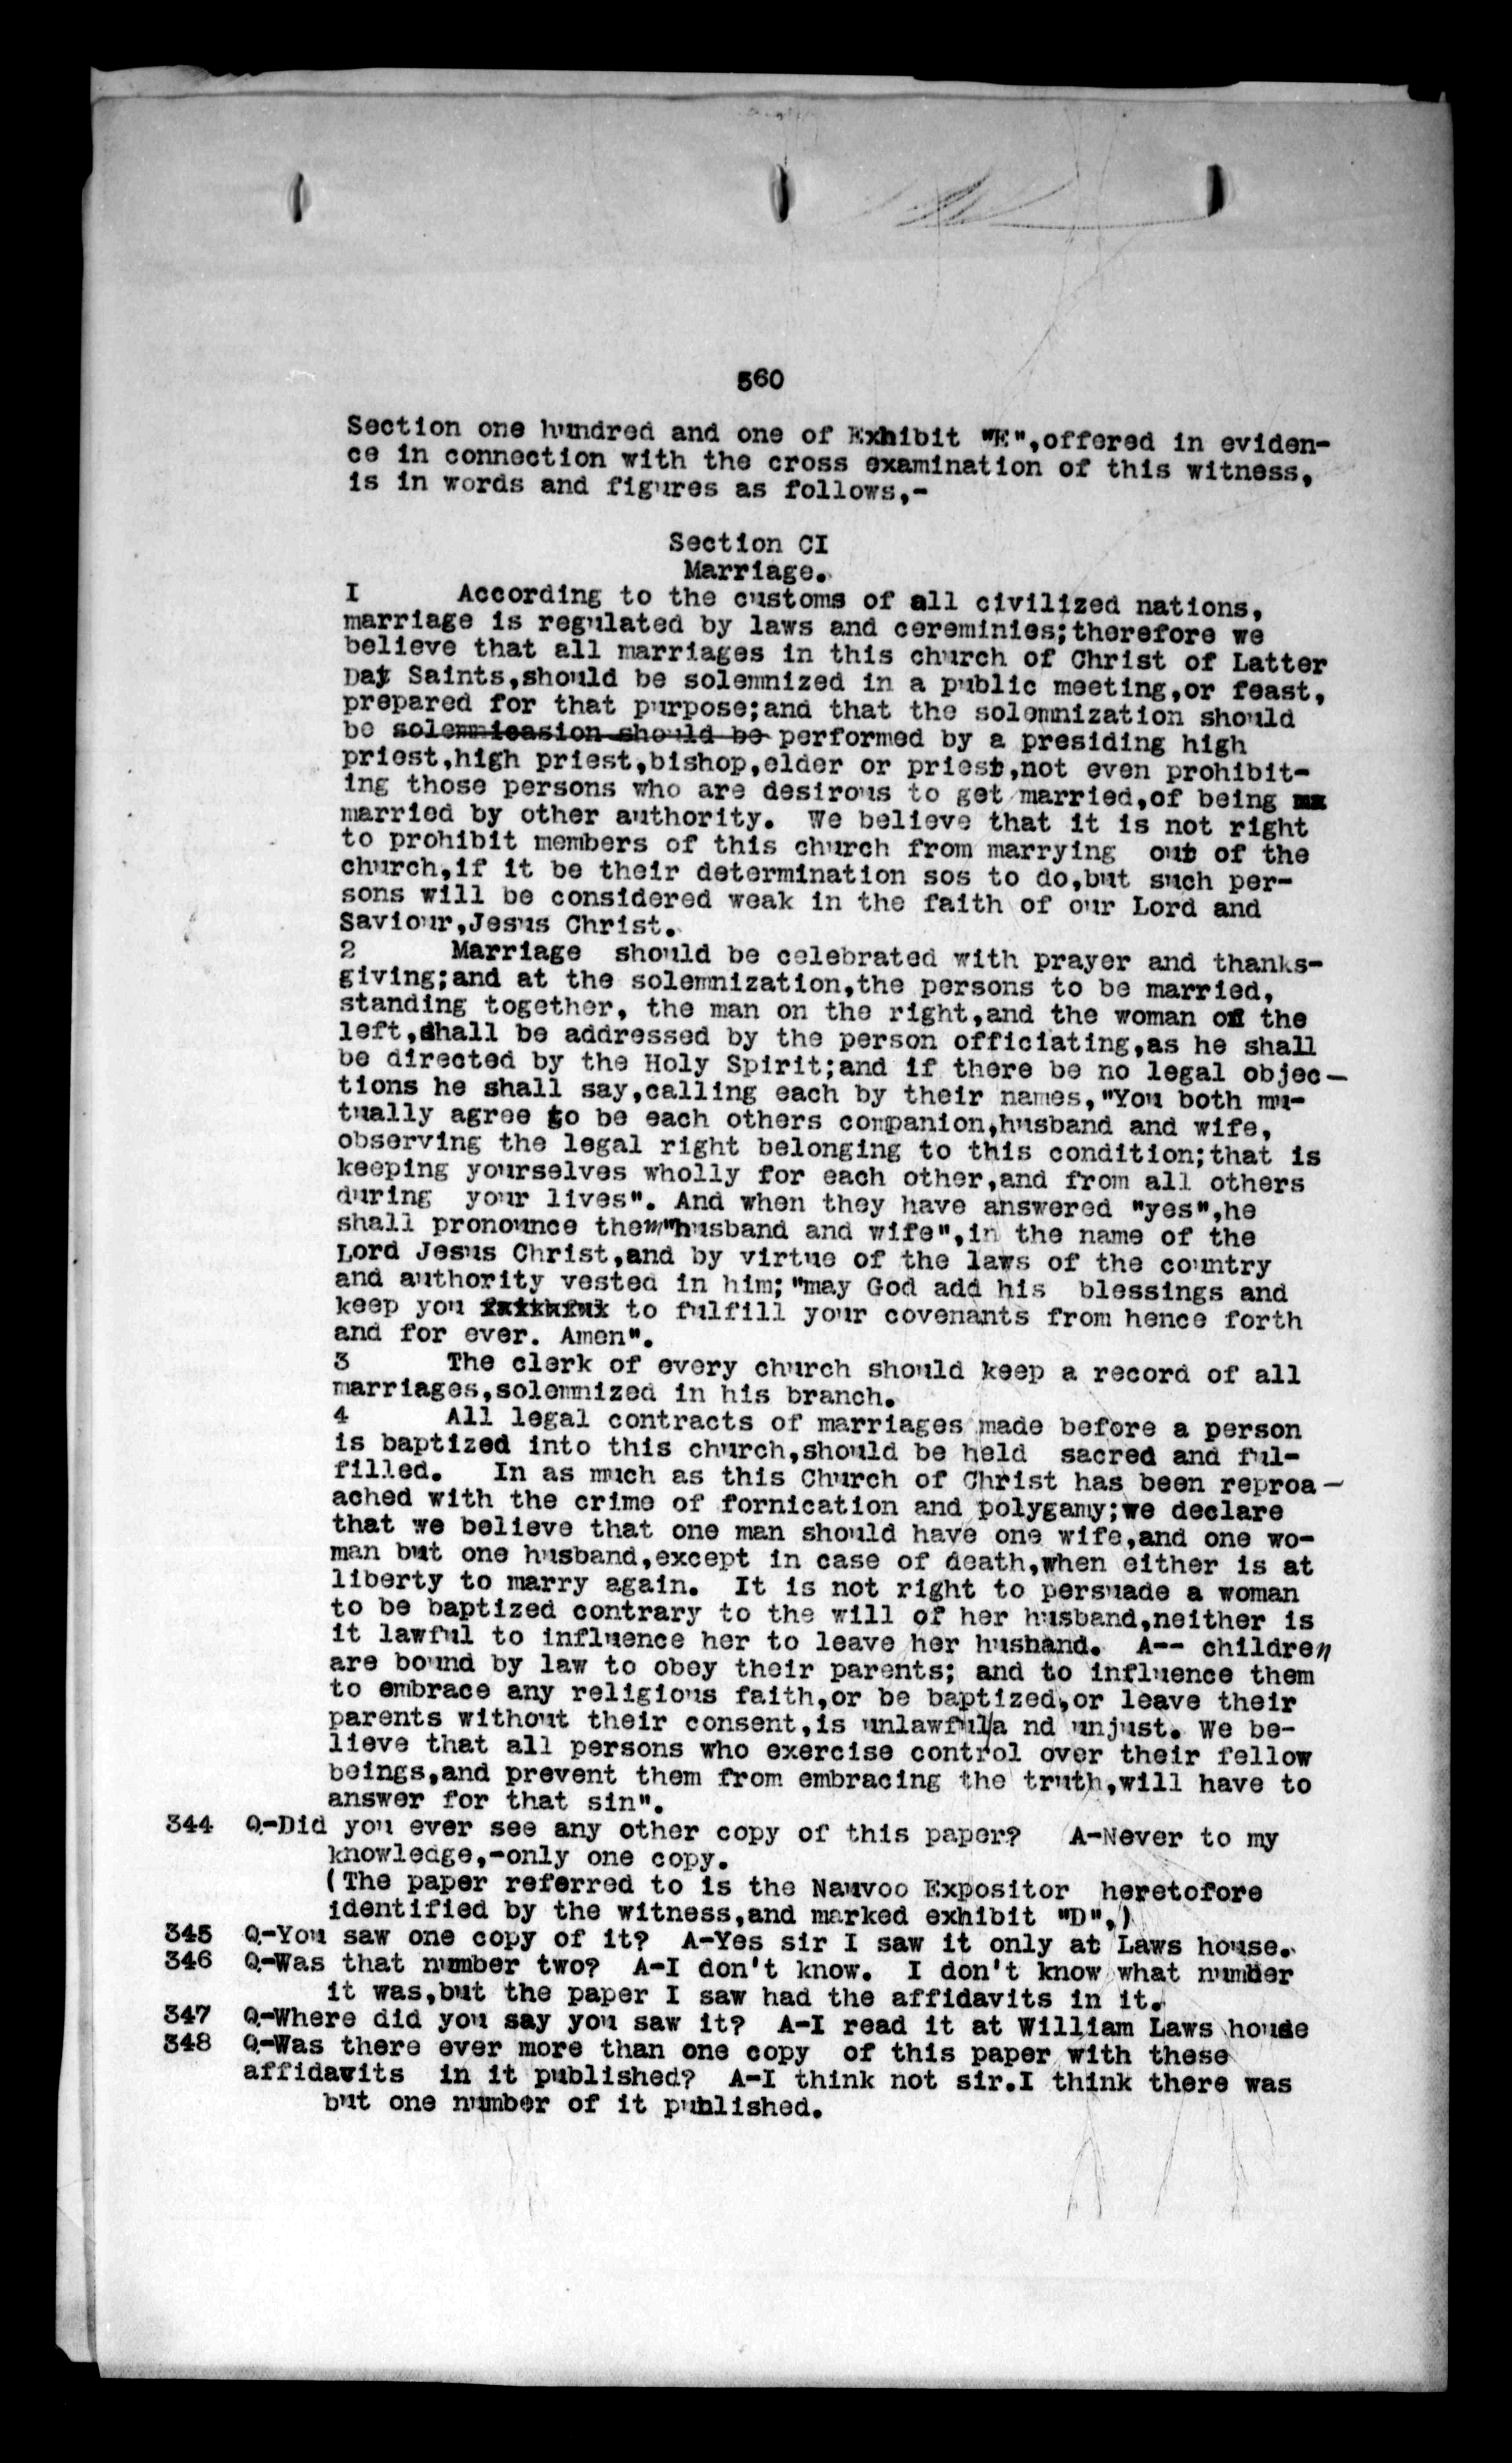 560
Section one hundred and one of Exhibit "E",offered in eviden-
ce in connection with the cross examination of this witness,
is in words and figures as follows,-
Section CI
Marriage.
I According to the customs of all civilized nations,
marriage is regulated by laws and cereminies;therefore we
believe that all marriages in this church of Christ of Latter
Day Saints,should be solemnized in a public meeting,or feast,
prepared for that purpose;and that the solemnization should
be solemnieasion should be performed by a presiding high
priest,high priest,bishop,elder or priest,not even prohibit-
ing those persons who are desirous to get married,of being
married by other authority. We believe that it is not right
to prohibit members of this church from marrying out of the
church,if it be their determination sos to do,but such per-
sons will be considered weak in the faith of our Lord and
Saviour,Jesus Christ.
2 Marriage should be celebrated with prayer and thanks-
giving;and at the solemnization,the persons to be married,
standing together, the man on the right,and the woman on the
left,shall be addressed by the person officiating,as he shall
be directed by the Holy Spirit;and if there be no legal objec-
tions he shall say,calling each by their names,"You both mu-
tually agree to be each others companion,husband and wife,
observing the legal right belonging to this condition;that is
keeping yourselves wholly for each other,and from all others
during your lives". And when they have answered "yes",he
shall pronounce them"husband and wife",in the name of the
Lord Jesus Christ,and by virtue of the laws of the country
and authority vested in him;"may God add his blessings and
keep you faithful to fulfill your covenants from hence forth
and for ever. Amen".
3 The clerk of every church should keep a record of all
marriages,solemnized in his branch.
4 All legal contracts of marriages made before a person
is baptized into this church,should be held sacred and ful-
filled. In as much as this Church of Christ has been reproa-
ached with the crime of fornication and polygamy;we declare
that we believe that one man should have one wife,and one wo-
man but one husband,except in case of death,when either is at
liberty to marry again. It is not right to persuade a woman
to be baptized contrary to the will of her husband,neither is
it lawful to influence her to leave her husband. A-- children
are bound by law to obey their parents; and to influence them
to embrace any religious faith,or be baptized,or leave their
parents without their consent,is unlawful/a nd unjust. We be-
lieve that all persons who exercise control over their fellow
beings,and prevent them from embracing the truth,will have to
answer for that sin".
344 Q-Did you ever see any other copy of this paper? A-Never to my
knowledge,-only one copy.
(The paper referred to is the Nauvoo Expositor heretofore
identified by the witness,and marked exhibit "D",)
345 Q-You saw one copy of it? A-Yes sir I saw it only at Laws house.
346 Q-Was that number two? A-I don't know. I don't know what number
it was,but the paper I saw had the affidavits in it.
347 Q-Where did you say you saw it? A-I read it at William Laws house
348 Q-Was there ever more than one copy of this paper with these
affidavits in it published? A-I think not sir.I think there was
but one number of it published.